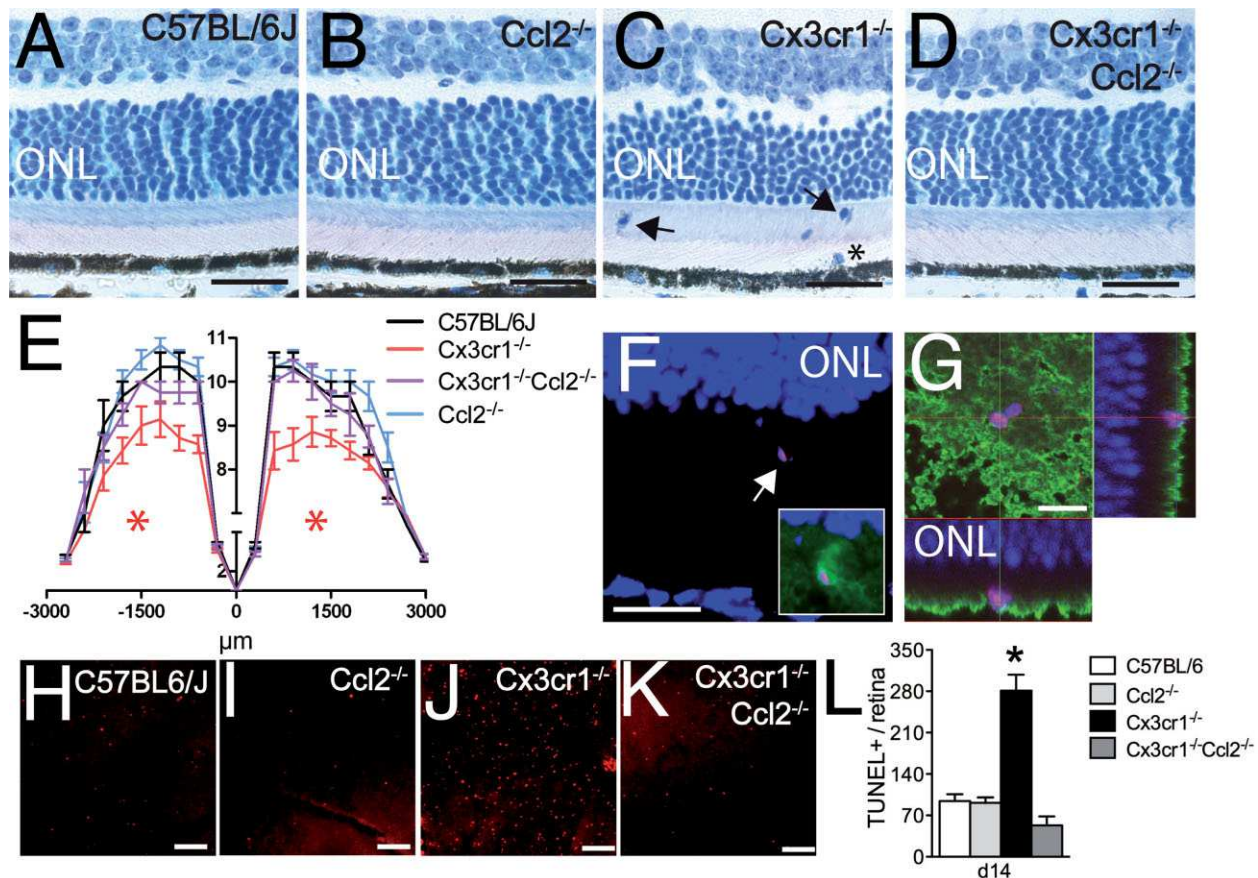 A C57BL/6J
B Ccl2-/-
C Cx3cr1-/-
D Cx3cr1-/-
Ccl2-/-
ONL
ONL
*
ONL
E
11
10
9
8
2
-3000 -1500 0 1500 3000
µm
* *
C57BL/6J
Cx3cr1-/-
Cx3cr1-/-Ccl2-/-
Ccl2-/-
F ONL
G
ONL
H C57BL6/J
I Ccl2-/-
J Cx3cr1-/-
K Cx3cr1-/-
Ccl2-/-
L
TUNEL+ / retina
350
280
210
140
70
0
*
d14
C57BL/6
Ccl2-/-
Cx3cr1-/-
Cx3cr1-/-Ccl2-/-